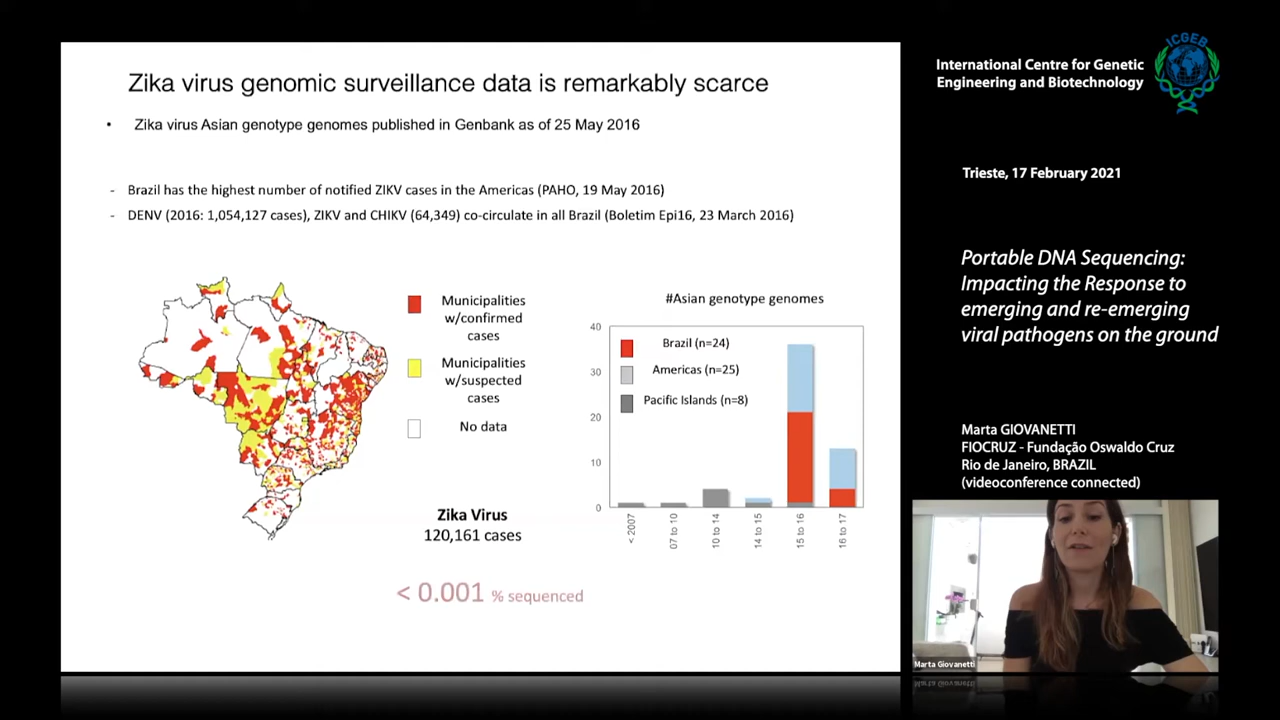 Zika virus genomic surveillance data is remarkably scarce
• Zika virus Asian genotype genomes published in Genbank as of 25 May 2016
- Brazil has the highest number of notified ZIKV cases in the Americas (PAHO, 19 May 2016)
- DENV (2016: 1,054,127 cases), ZIKV and CHIKV (64,349) co-circulate in all Brazil (Boletim Epi16, 23 March 2016)
Municipalities
w/confirmed
cases
Municipalities
w/suspected
cases
No data
Zika Virus
120,161 cases
< 0.001 % sequenced
#Asian genotype genomes
40
30
20
10
0
Brazil (n=24)
Americas (n=25)
Pacific Islands (n=8)
< 2007
07 to 10
10 to 14
14 to 15
15 to 16
16 to 17
International Centre for Genetic
Engineering and Biotechnology
ICGEB
Trieste, 17 February 2021
Portable DNA Sequencing:
Impacting the Response to
emerging and re-emerging
viral pathogens on the ground
Marta GIOVANETTI
FIOCRUZ - Fundação Oswaldo Cruz
Rio de Janeiro, BRAZIL
(videoconference connected)
Marta Giovanetti